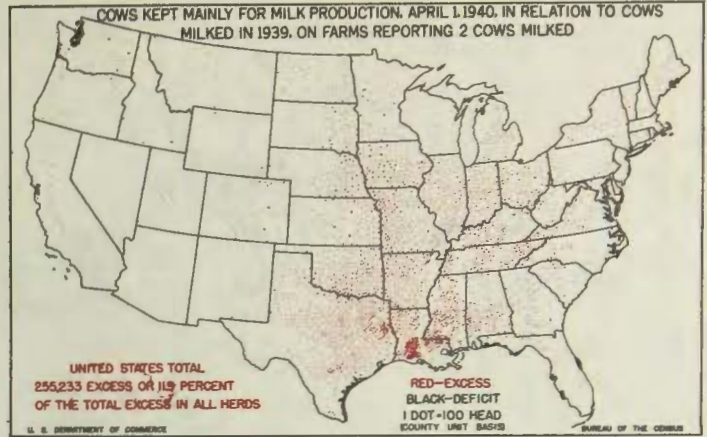 COWS KEPT MAINLY FOR MILK PRODUCTION, APRIL 1, 1940, IN RELATION TO COWS
MILKED IN 1939, ON FARMS REPORTING 2 COWS MILKED
UNITED STATES TOTAL
255,233 EXCESS OR PERCENT
OF THE TOTAL EXCESS IN ALL HERDS
RED-EXCESS
BLACK-DEFICIT
1 DOT=100 HEAD
(COUNTY UNIT BASIS)
U. S. DEPARTMENT OF COMMERCE
BUREAU OF THE CENSUS